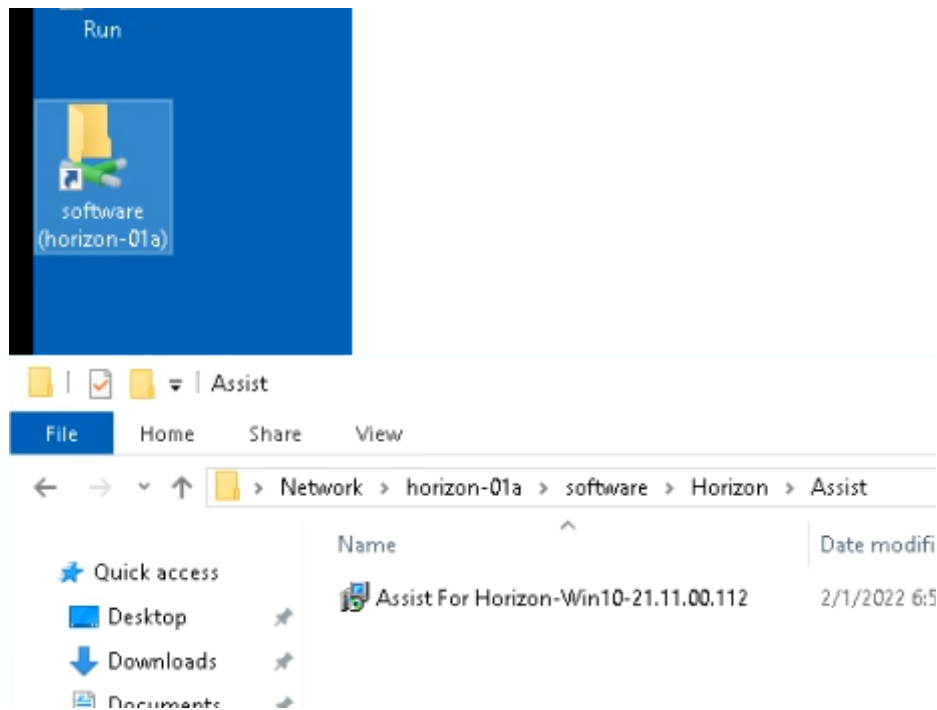 Run
software
(horizon-01a)
Assist
File Home Share View
Network > horizon-01a > software > Horizon > Assist
Name Date modifi
Quick access
Assist For Horizon-Win10-21.11.00.112 2/1/2022 6:5
Desktop
Downloads
Documents